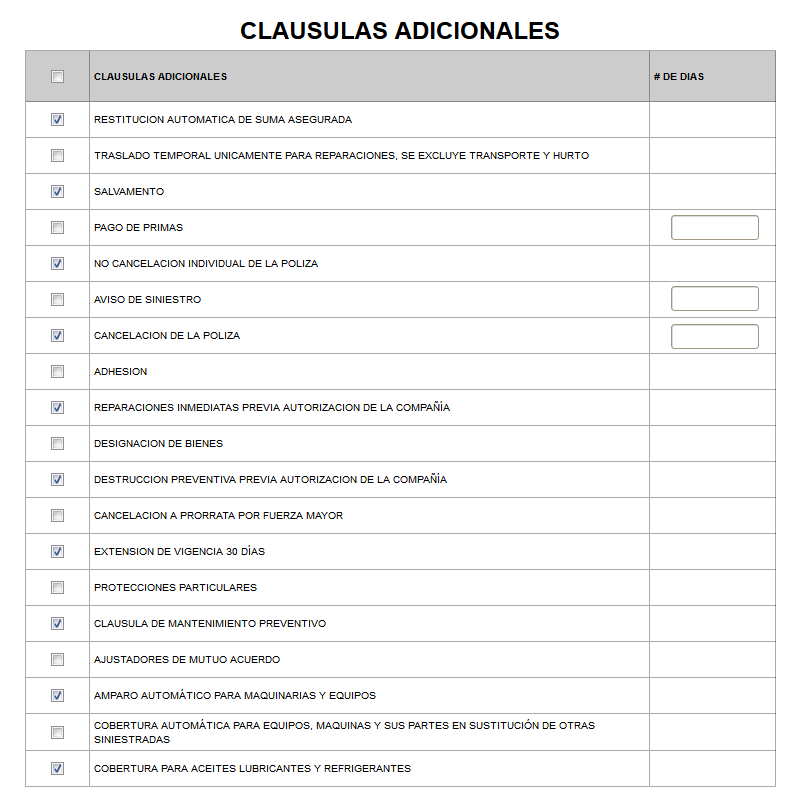 CLAUSULAS ADICIONALES
CLAUSULAS ADICIONALES # DE DIAS
RESTITUCION AUTOMATICA DE SUMA ASEGURADA
TRASLADO TEMPORAL UNICAMENTE PARA REPARACIONES, SE EXCLUYE TRANSPORTE Y HURTO
SALVAMENTO
PAGO DE PRIMAS
NO CANCELACION INDIVIDUAL DE LA POLIZA
AVISO DE SINIESTRO
CANCELACION DE LA POLIZA
ADHESION
REPARACIONES INMEDIATAS PREVIA AUTORIZACION DE LA COMPAÑÍA
DESIGNACION DE BIENES
DESTRUCCION PREVENTIVA PREVIA AUTORIZACION DE LA COMPAÑÍA
CANCELACION A PRORRATA POR FUERZA MAYOR
EXTENSION DE VIGENCIA 30 DÍAS
PROTECCIONES PARTICULARES
CLAUSULA DE MANTENIMIENTO PREVENTIVO
AJUSTADORES DE MUTUO ACUERDO
AMPARO AUTOMÁTICO PARA MAQUINARIAS Y EQUIPOS
COBERTURA AUTOMÁTICA PARA EQUIPOS, MAQUINAS Y SUS PARTES EN SUSTITUCIÓN DE OTRAS
SINIESTRADAS
COBERTURA PARA ACEITES LUBRICANTES Y REFRIGERANTES